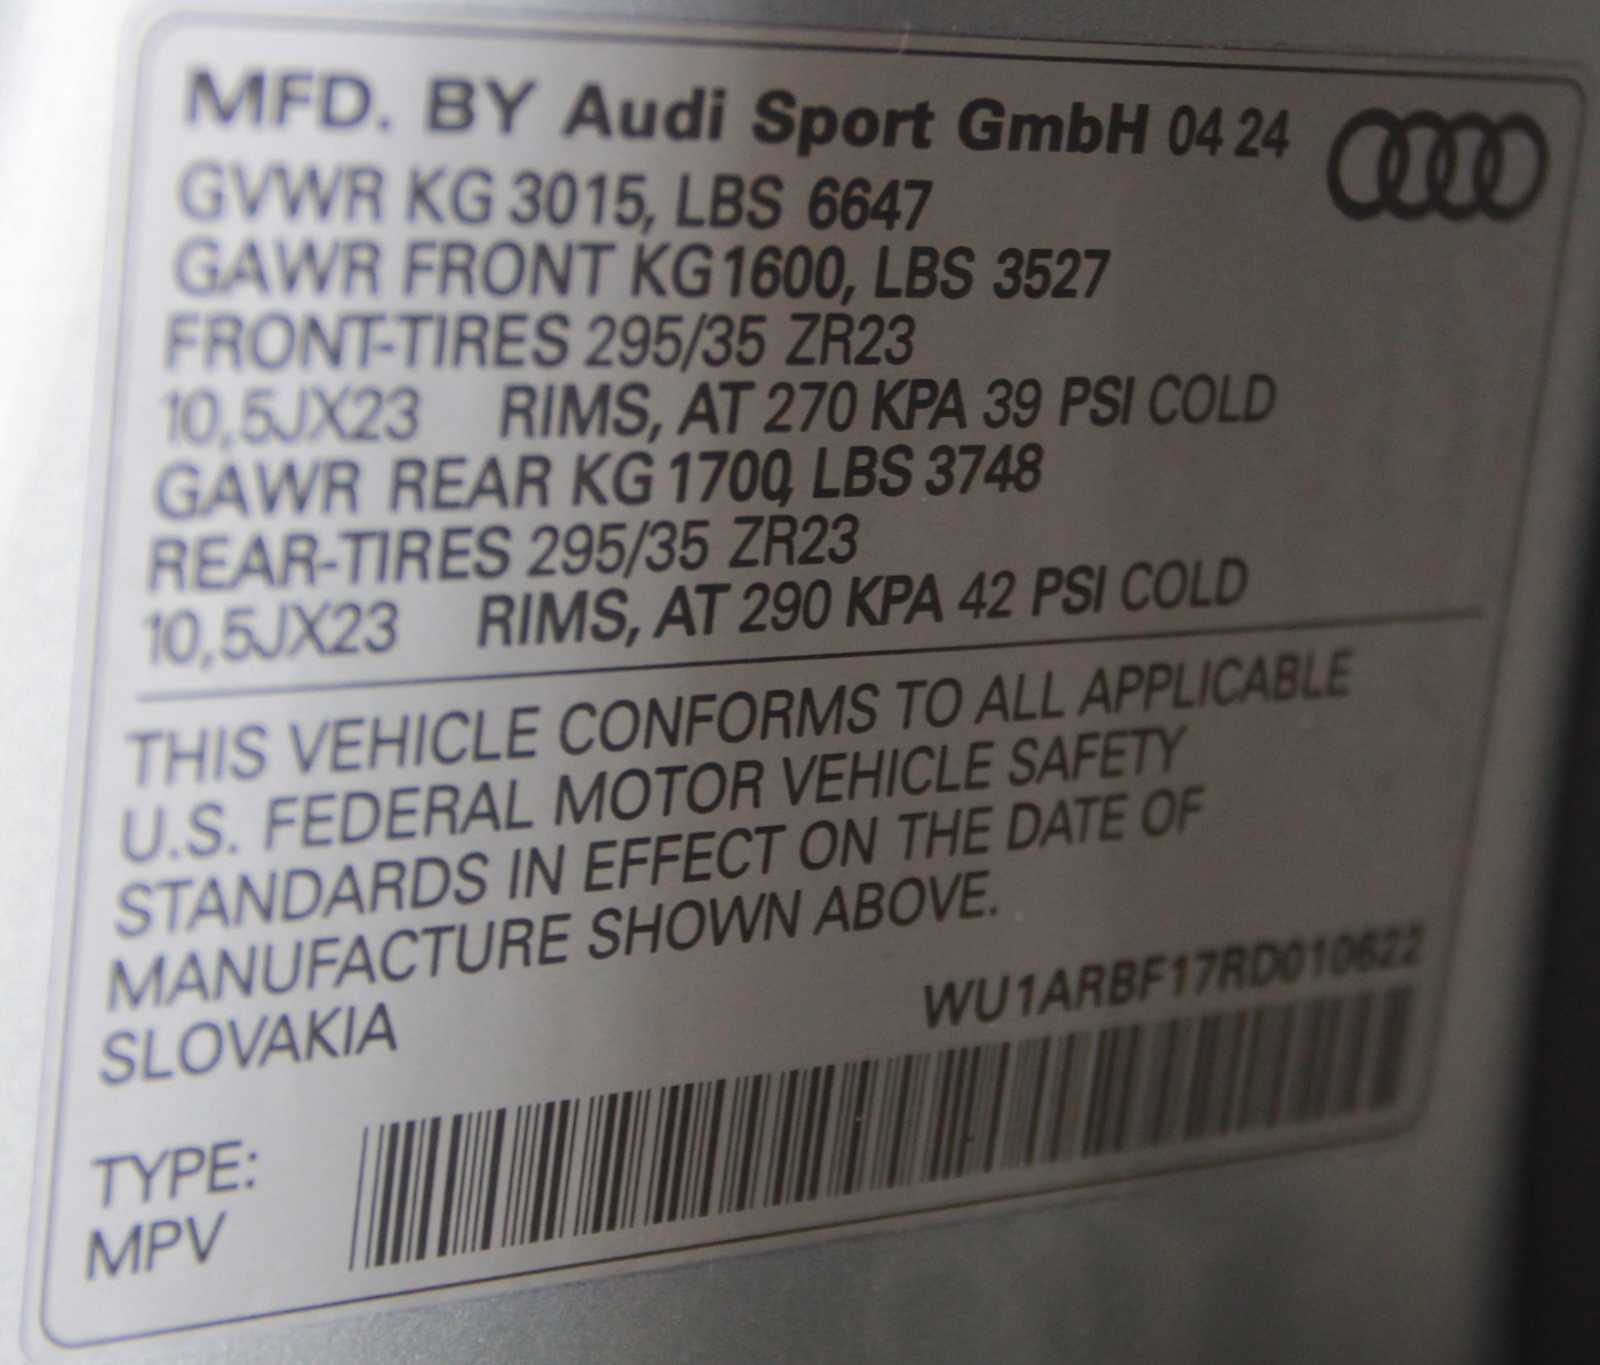 MFD. BY Audi Sport GmbH 04 24
GVWR KG 3015, LBS 6647
GAWR FRONT KG 1600, LBS 3527
FRONT-TIRES 295/35 ZR23
10,5JX23 RIMS, AT 270 KPA 39 PSI COLD
GAWR REAR KG 1700, LBS 3748
REAR-TIRES 295/35 ZR23
10,5JX23 RIMS, AT 290 KPA 42 PSI COLD
THIS VEHICLE CONFORMS TO ALL APPLICABLE
U.S. FEDERAL MOTOR VEHICLE SAFETY
STANDARDS IN EFFECT ON THE DATE OF
MANUFACTURE SHOWN ABOVE.
SLOVAKIA
WU1ARBF17RD010622
TYPE:
MPV